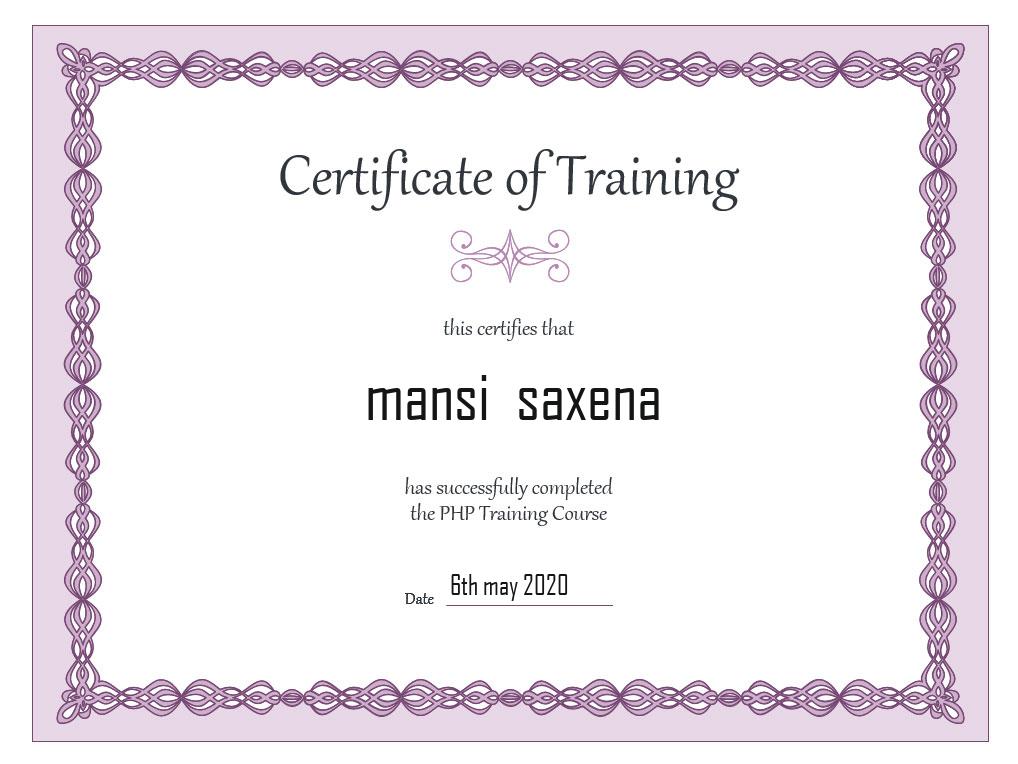 Certificate of Training
this certifies that
mansi saxena
has successfully completed
the PHP Training Course
Date 6th may 2020